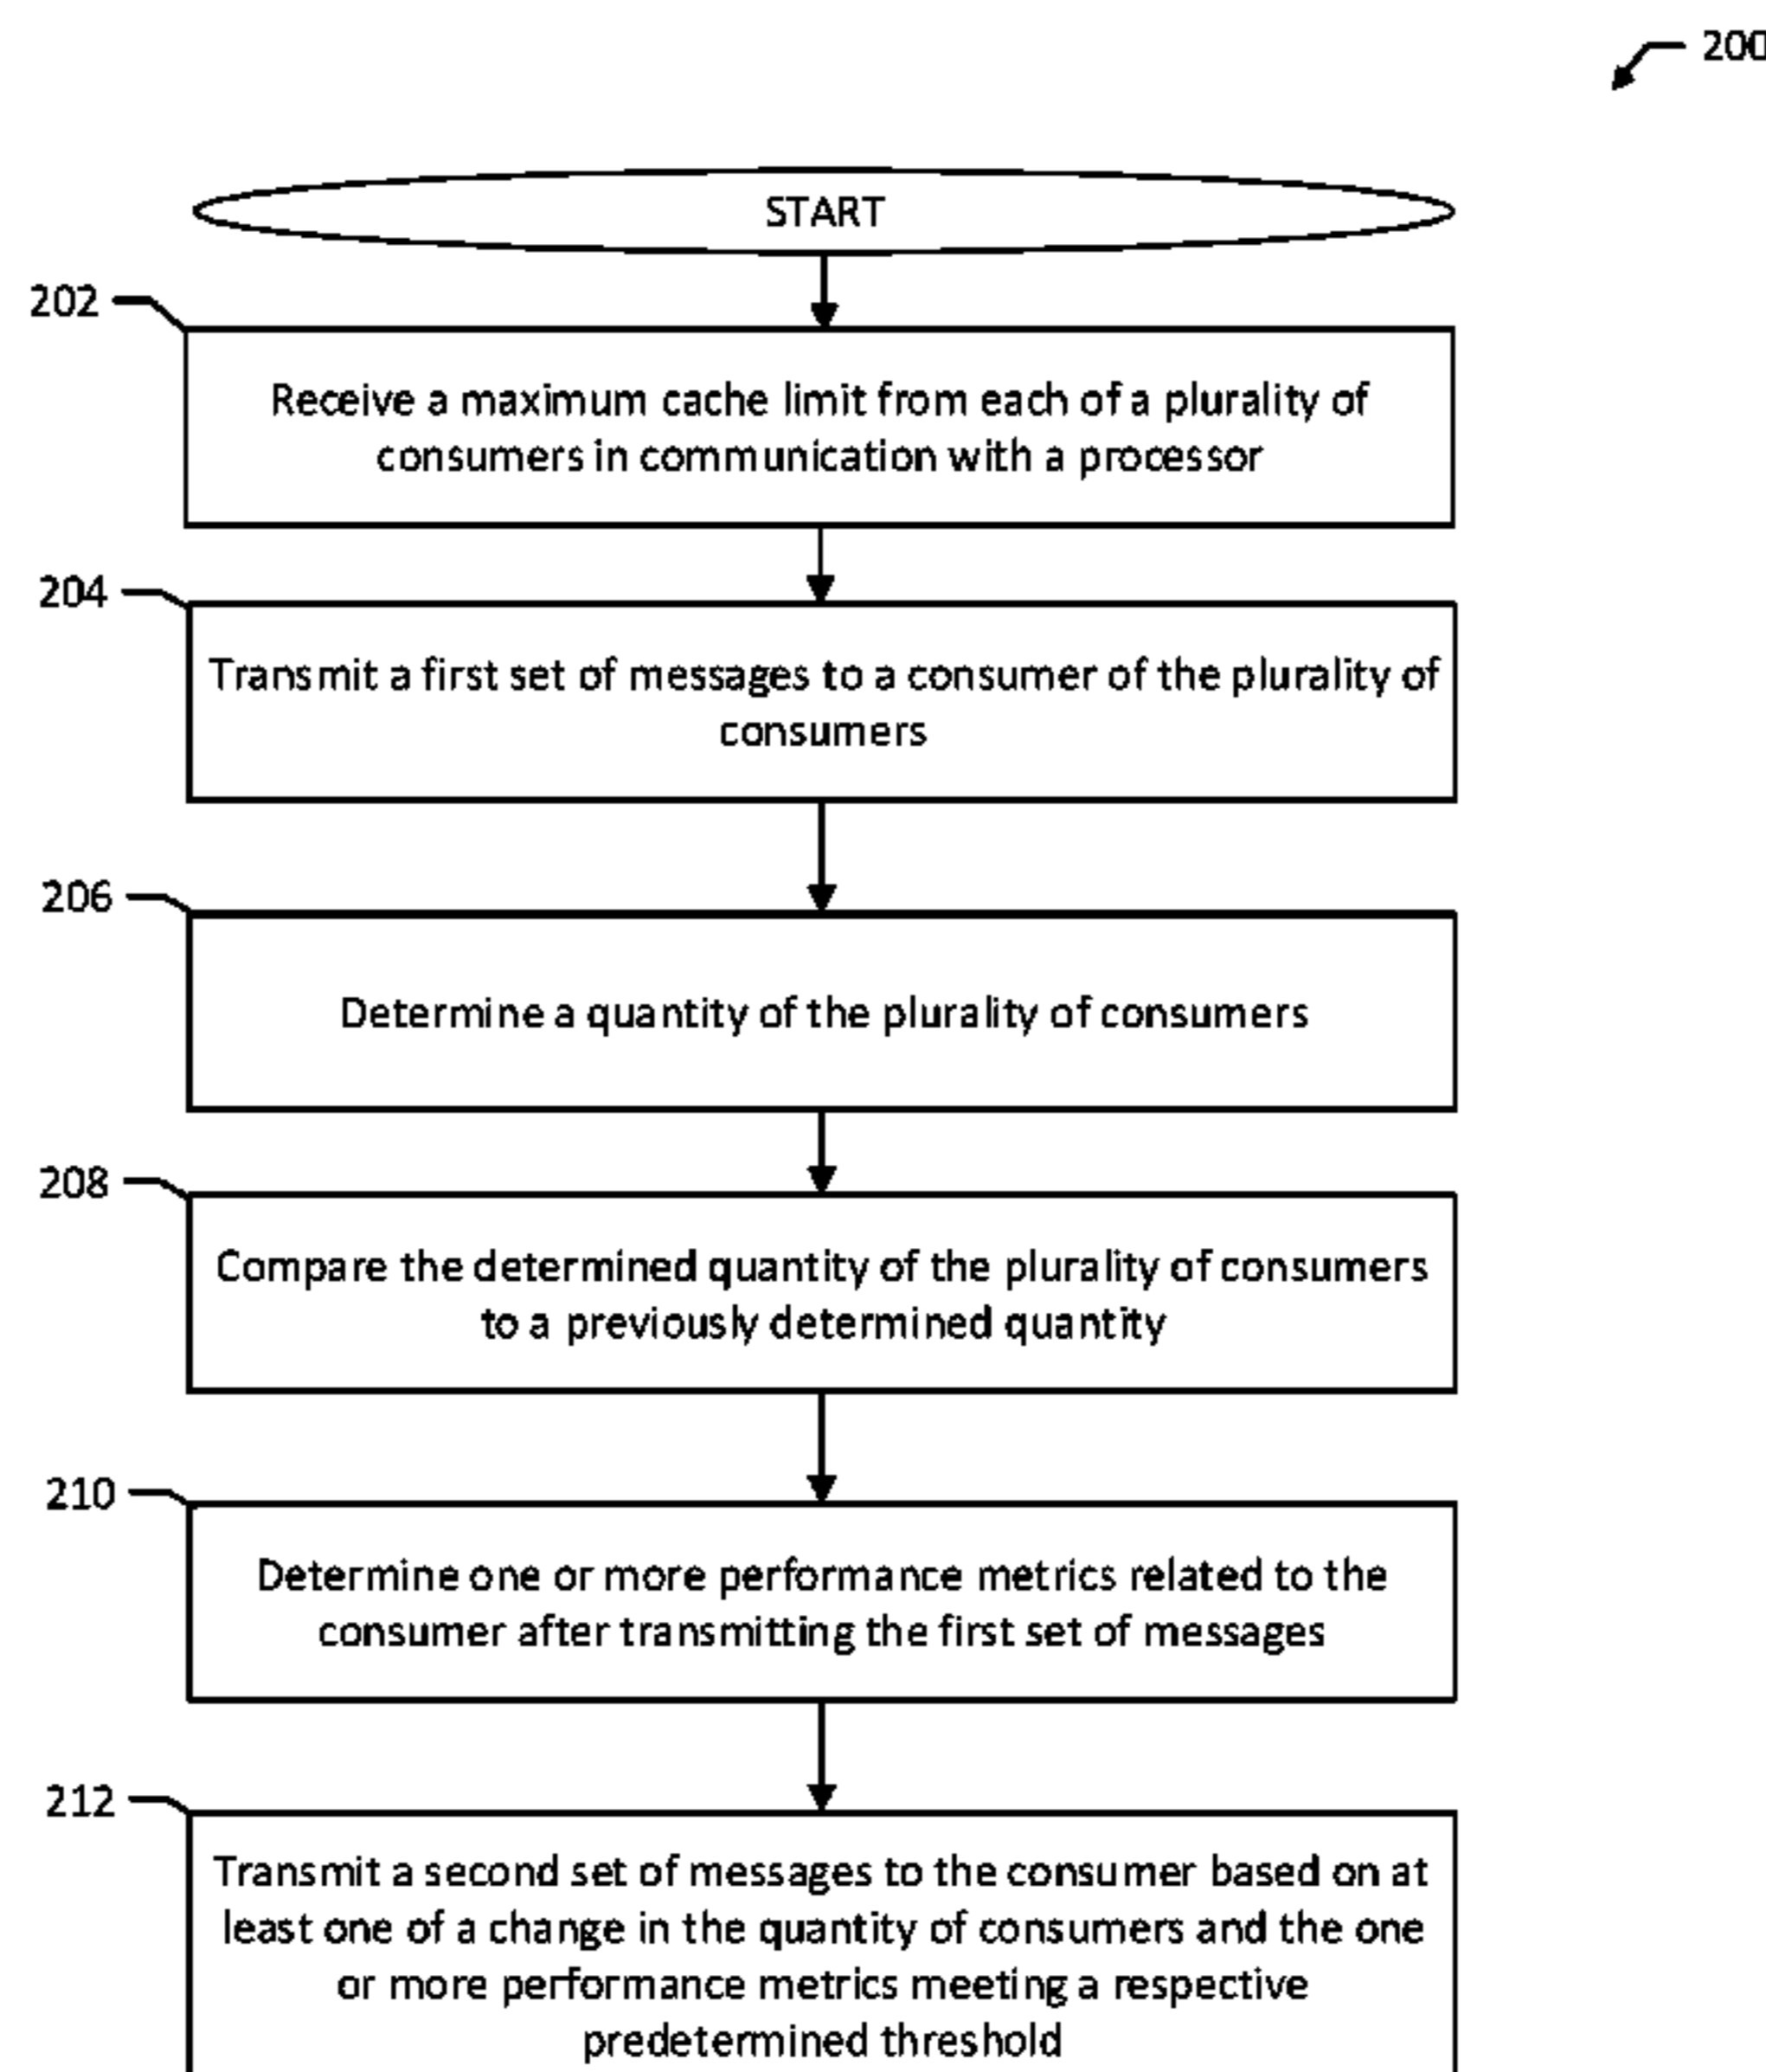 200
START
202
Receive a maximum cache limit from each of a plurality of
consumers in communication with a processor
204
Transmit a first set of messages to a consumer of the plurality of
consumers
206
Determine a quantity of the plurality of consumers
208
Compare the determined quantity of the plurality of consumers
to a previously determined quantity
210
Determine one or more performance metrics related to the
consumer after transmitting the first set of messages
212
Transmit a second set of messages to the consumer based on at
least one of a change in the quantity of consumers and the one
or more performance metrics meeting a respective
predetermined threshold